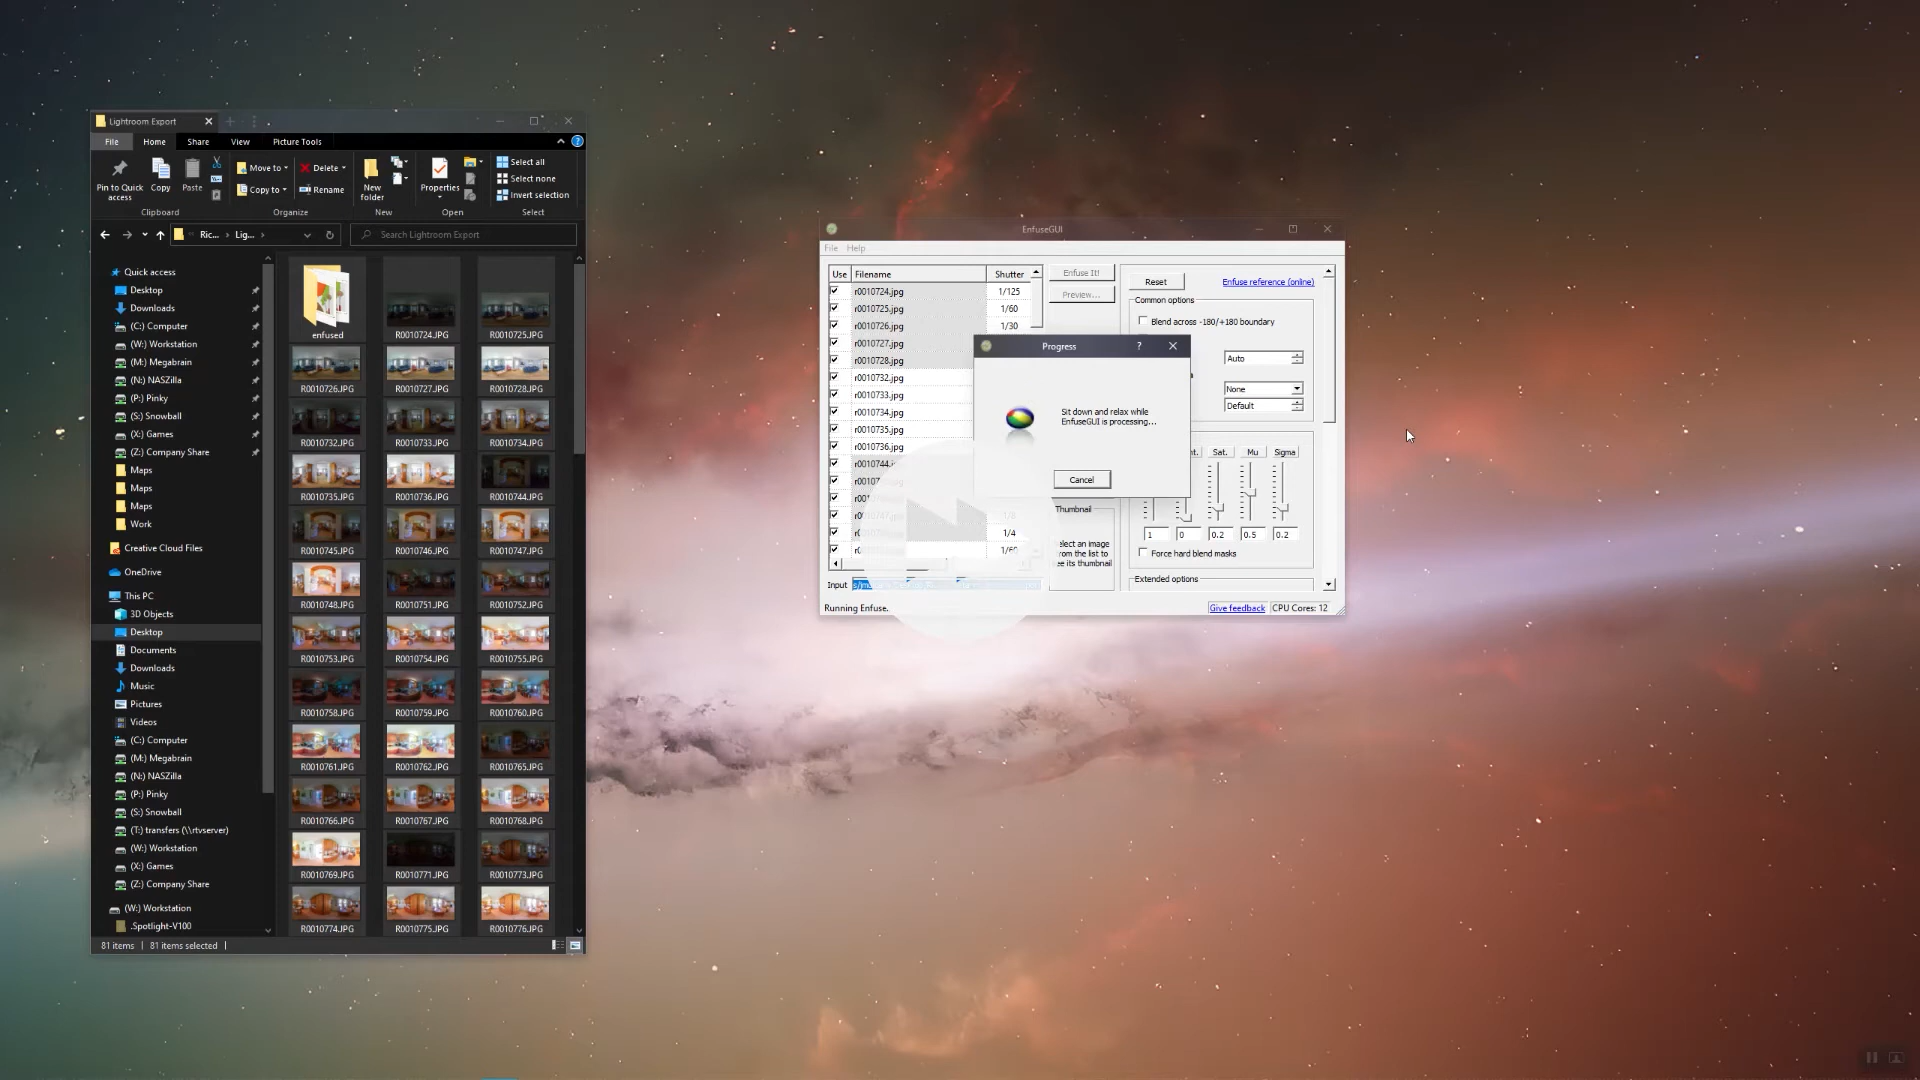 Lightroom Export
File
Home
Share
View
Picture Tools
Pin to Quick
access
Copy
Paste
Clipboard
Move to
Copy to
Delete
Rename
Organize
New
folder
New
Properties
Open
Select all
Select none
Invert selection
Select
Ric...
Lig...
Search Lightroom Export
Quick access
Desktop
Downloads
(C:) Computer
(W:) Workstation
(M:) Megabrain
(N:) NASZilla
(P:) Pinky
(S:) Snowball
(X:) Games
(Z:) Company Share
Maps
Maps
Maps
Work
Creative Cloud Files
OneDrive
This PC
3D Objects
Desktop
Documents
Downloads
Music
Pictures
Videos
(C:) Computer
(M:) Megabrain
(N:) NASZilla
(P:) Pinky
(S:) Snowball
(T:) transfers (\\rtvserver)
(W:) Workstation
(X:) Games
(Z:) Company Share
(W:) Workstation
.Spotlight-V100
enfused
R0010724.JPG
R0010725.JPG
R0010726.JPG
R0010727.JPG
R0010728.JPG
R0010732.JPG
R0010733.JPG
R0010734.JPG
R0010735.JPG
R0010736.JPG
R0010744.JPG
R0010745.JPG
R0010746.JPG
R0010747.JPG
R0010748.JPG
R0010751.JPG
R0010752.JPG
R0010753.JPG
R0010754.JPG
R0010755.JPG
R0010758.JPG
R0010759.JPG
R0010760.JPG
R0010761.JPG
R0010762.JPG
R0010765.JPG
R0010766.JPG
R0010767.JPG
R0010768.JPG
R0010769.JPG
R0010771.JPG
R0010773.JPG
R0010774.JPG
R0010775.JPG
R0010776.JPG
81 items
81 items selected
EnfuseGUI
File
Help
Use
Filename
Shutter
r0010724.jpg
1/125
r0010725.jpg
1/60
r0010726.jpg
1/30
r0010727.jpg
r0010728.jpg
r0010732.jpg
r0010733.jpg
r0010734.jpg
r0010735.jpg
r0010736.jpg
1/8
1/4
Input
Running Enfuse.
Enfuse It!
Preview...
Progress
?
Sit down and relax while
EnfuseGUI is processing...
Cancel
Thumbnail
Reset
Enfuse reference (online)
Common options
Blend across -180/+180 boundary
Auto
None
Default
Sat.
Mu
Sigma
1
0
0.2
0.5
0.2
Force hard blend masks
Extended options
Give feedback
CPU Cores: 12